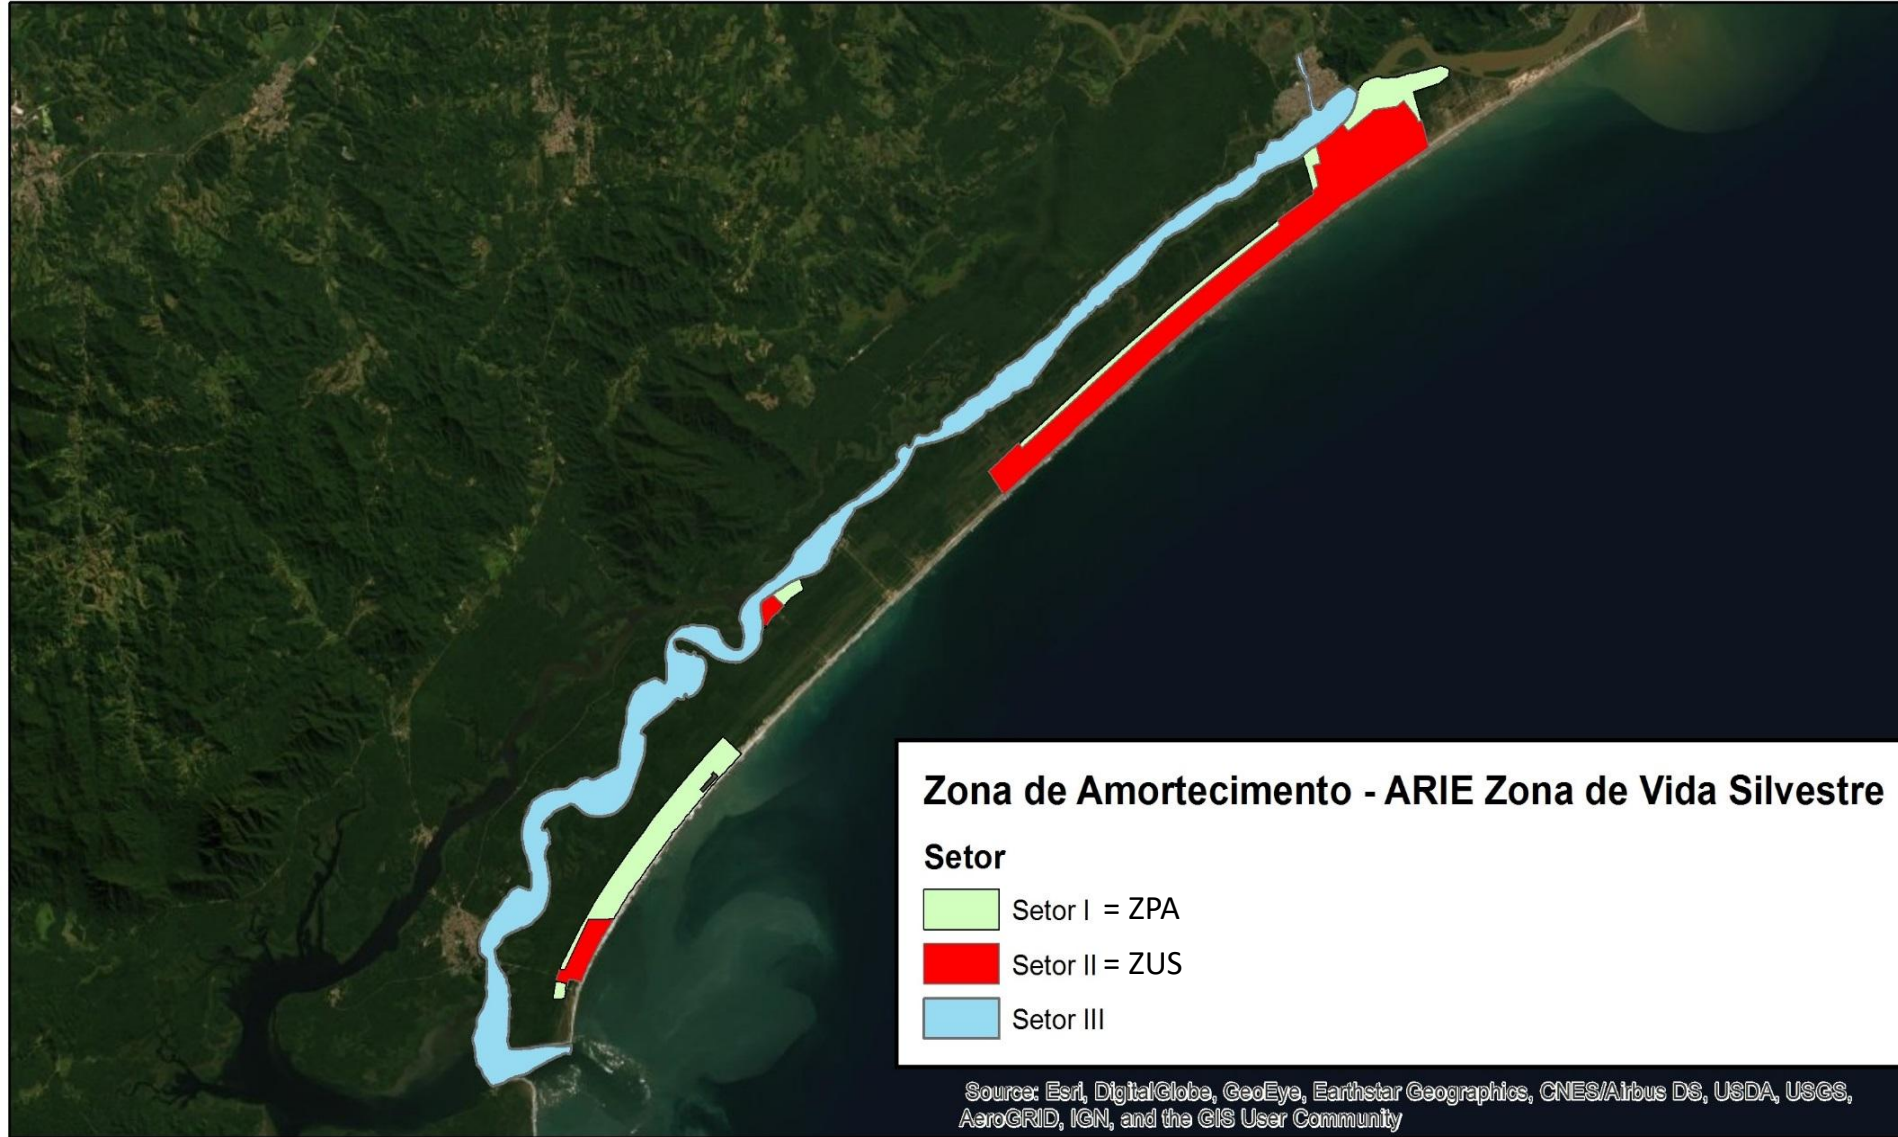 Zona de Amortecimento - ARIE Zona de Vida Silvestre
Setor
Setor I = ZPA
Setor II = ZUS
Setor III
Source: Esri, DigitalGlobe, GeoEye, Earthstar Geographics, CNES/Airbus DS, USDA, USGS,
AeroGRID, IGN, and the GIS User Community